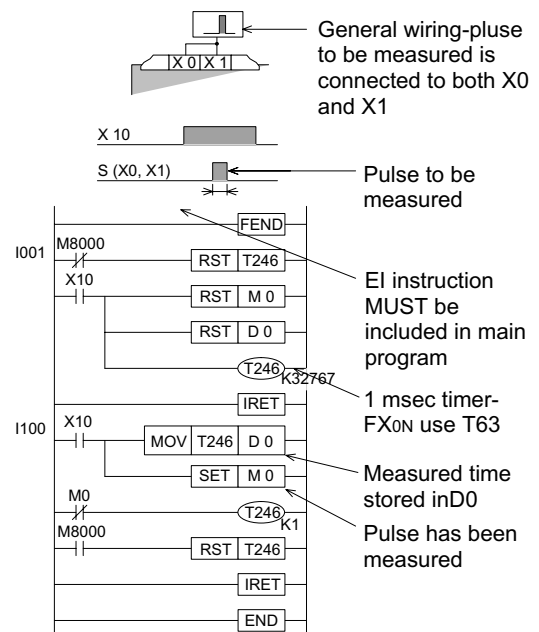 General wiring-pluse
to be measured is
connected to both X0
and X1
X 0 X 1
X 10
S (X0, X1)
Pulse to be
measured
FEND
I001
M8000
RST T246
X10
RST M 0
RST D 0
EI instruction
MUST be
included in main
program
T246
K32767
1 msec timer-
FX0N use T63
IRET
I100
X10
MOV T246 D 0
Measured time
stored inD0
SET M 0
Pulse has been
measured
M0
T246
K1
M8000
RST T246
IRET
END